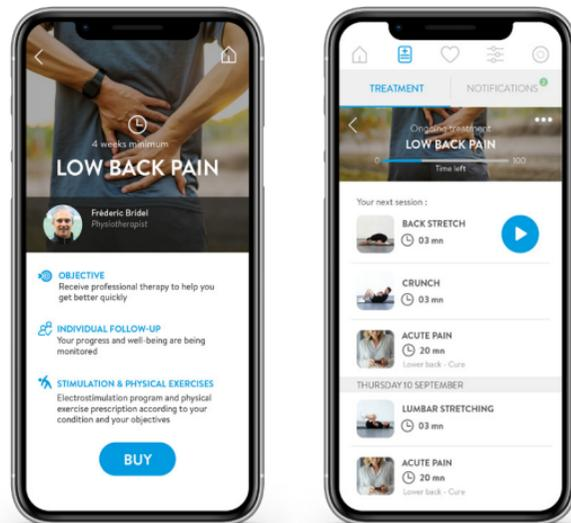 4 weeks minimum
LOW BACK PAIN
Fréderic Bridel
Physiotherapist
OBJECTIVE
Receive professional therapy to help you
get better quickly
INDIVIDUAL FOLLOW-UP
Your progress and well-being are being
monitored
STIMULATION & PHYSICAL EXERCISES
Electrostimulation program and physical
exercise prescription according to your
condition and your objectives
BUY
TREATMENT
NOTIFICATIONS 2
Ongoing treatment
LOW BACK PAIN
0 100
Time left
Your next session :
BACK STRETCH
03 mn
CRUNCH
03 mn
ACUTE PAIN
20 mn
Lower back - Cure
THURSDAY 10 SEPTEMBER
LUMBAR STRETCHING
03 mn
ACUTE PAIN
20 mn
Lower back - Cure